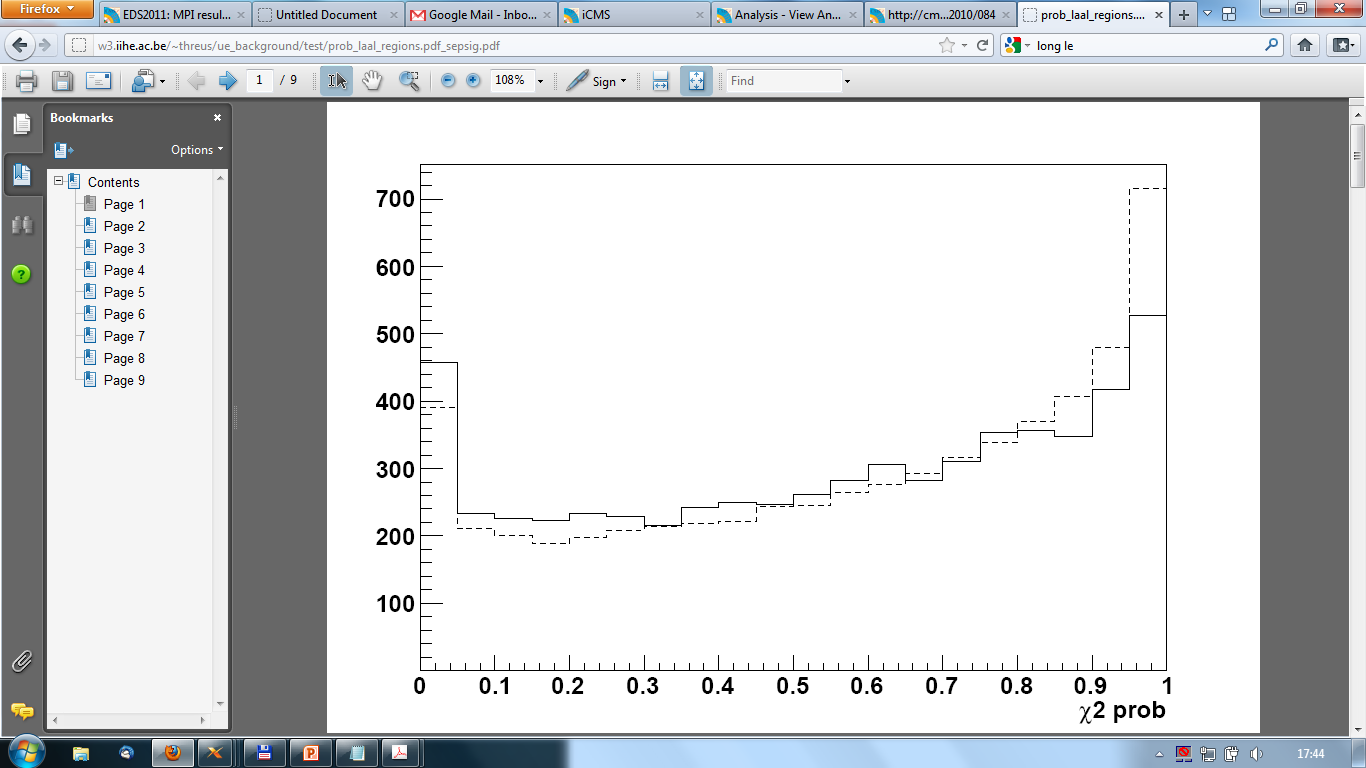 Firefox
EDS2011: MPI resul...
Untitled Document
Google Mail - Inbo...
iCMS
Analysis - View An...
http://cm...2010/084
prob_laal_regions....
w3.iihe.ac.be/~threus/ue_background/test/prob_laal_regions.pdf_sepsig.pdf
long le
1 / 9
108%
Sign
Find
Bookmarks
Options
Contents
Page 1
Page 2
Page 3
Page 4
Page 5
Page 6
Page 7
Page 8
Page 9
700
600
500
400
300
200
100
0 0.1 0.2 0.3 0.4 0.5 0.6 0.7 0.8 0.9 1
χ2 prob
17:44